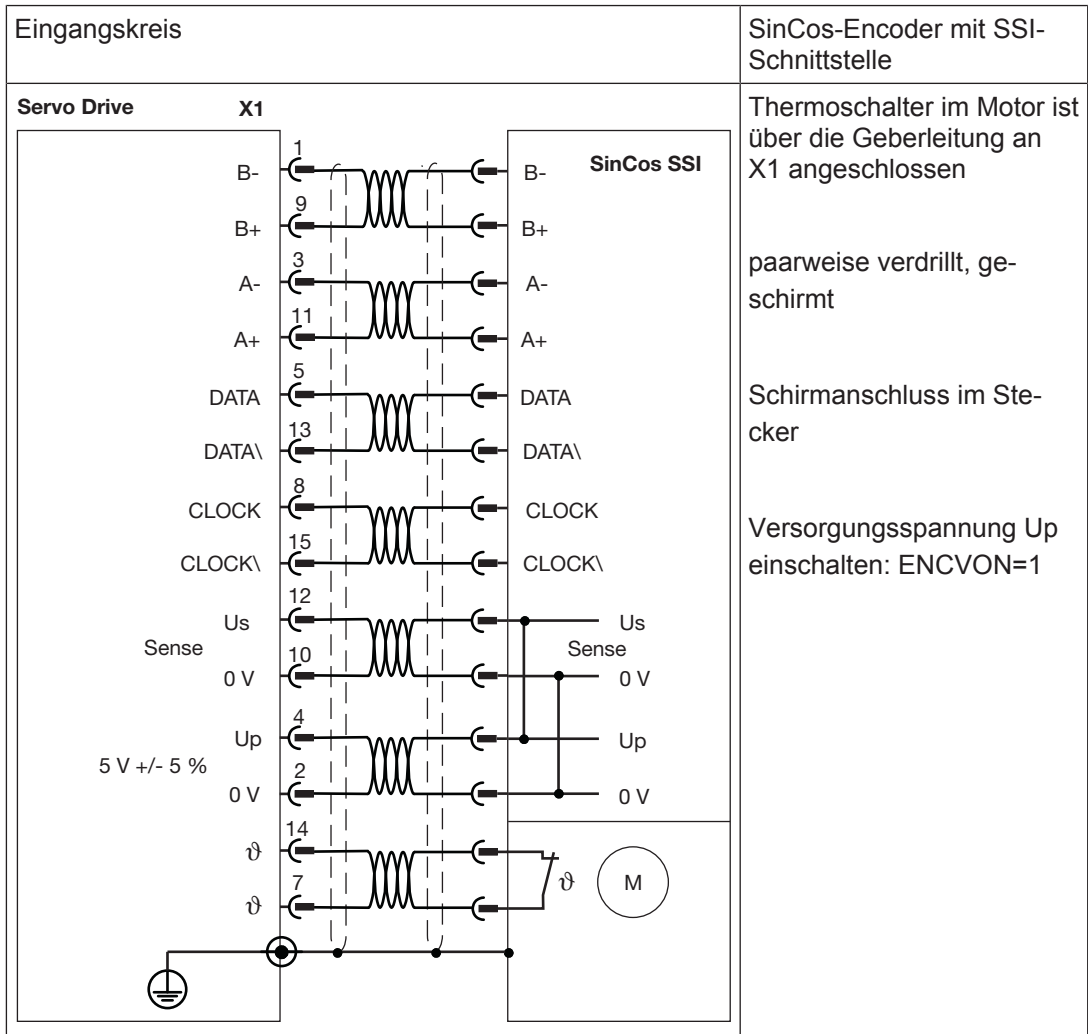 Eingangskreis
SinCos-Encoder mit SSI-
Schnittstelle
Servo Drive X1
SinCos SSI
1
B- B-
9
B+ B+
3
A- A-
11
A+ A+
5
DATA DATA
13
DATA\ DATA\
8
CLOCK CLOCK
15
CLOCK\ CLOCK\
12
Us Us
Sense Sense
10
0 V 0 V
4
Up Up
5 V +/- 5 %
2
0 V 0 V
14
ϑ
7
ϑ
ϑ M
Thermoschalter im Motor ist
über die Geberleitung an
X1 angeschlossen
paarweise verdrillt, ge-
schirmt
Schirmanschluss im Ste-
cker
Versorgungsspannung Up
einschalten: ENCVON=1